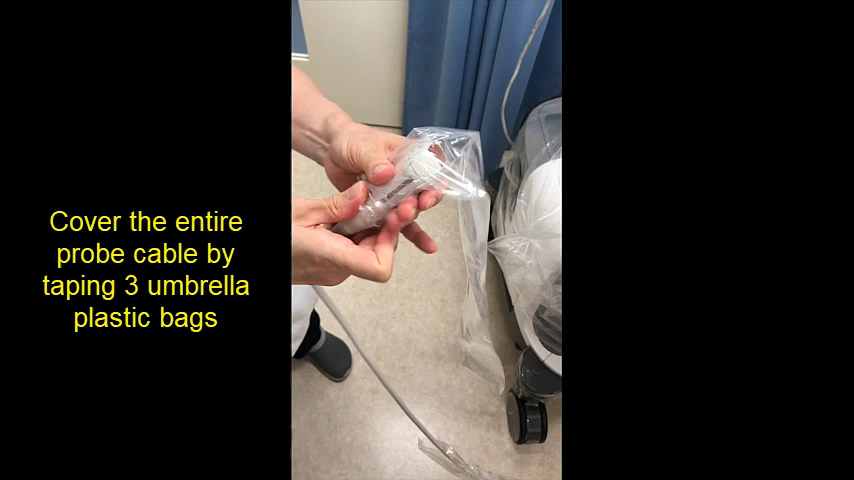 Cover the entire
probe cable by
taping 3 umbrella
plastic bags